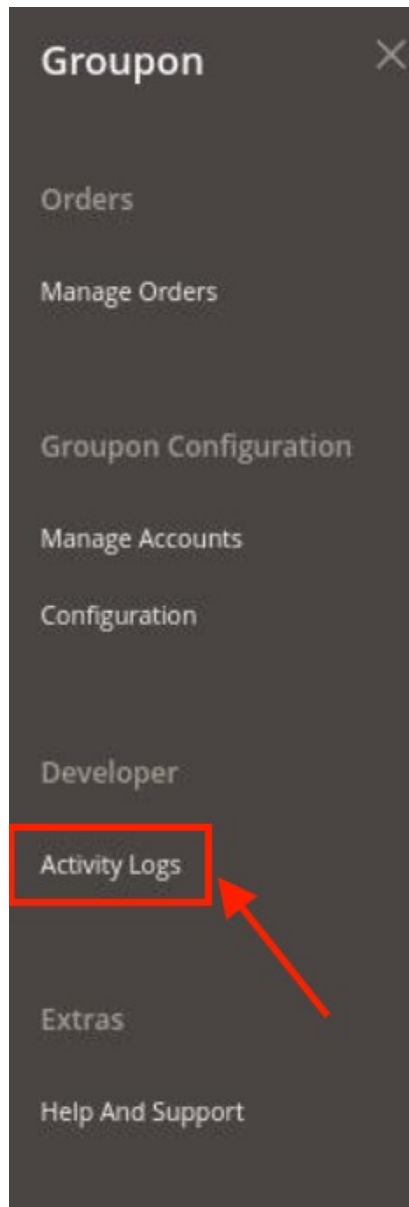 Groupon
Orders
Manage Orders
Groupon Configuration
Manage Accounts
Configuration
Developer
Activity Logs
Extras
Help And Support